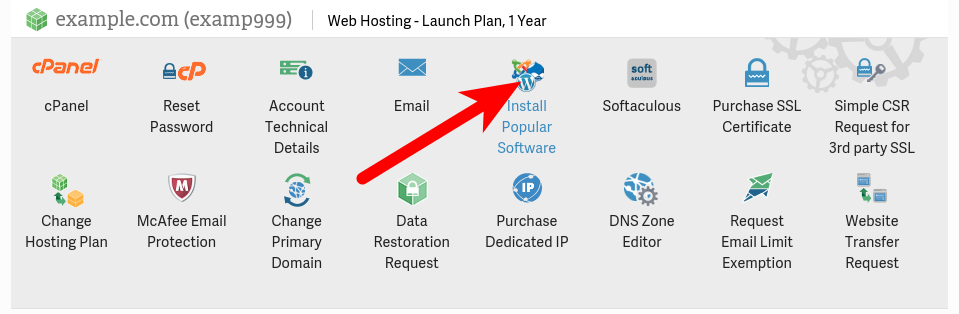 example.com (examp999) Web Hosting - Launch Plan, 1 Year
cPanel cP soft
aculous
cPanel Reset Account Email Install Softaculous Purchase SSL Simple CSR
Password Technical Popular Certificate Request for
Details Software 3rd party SSL
IP
Change McAfee Email Change Data Purchase DNS Zone Request Website
Hosting Plan Protection Primary Restoration Dedicated IP Editor Email Limit Transfer
Domain Request Exemption Request